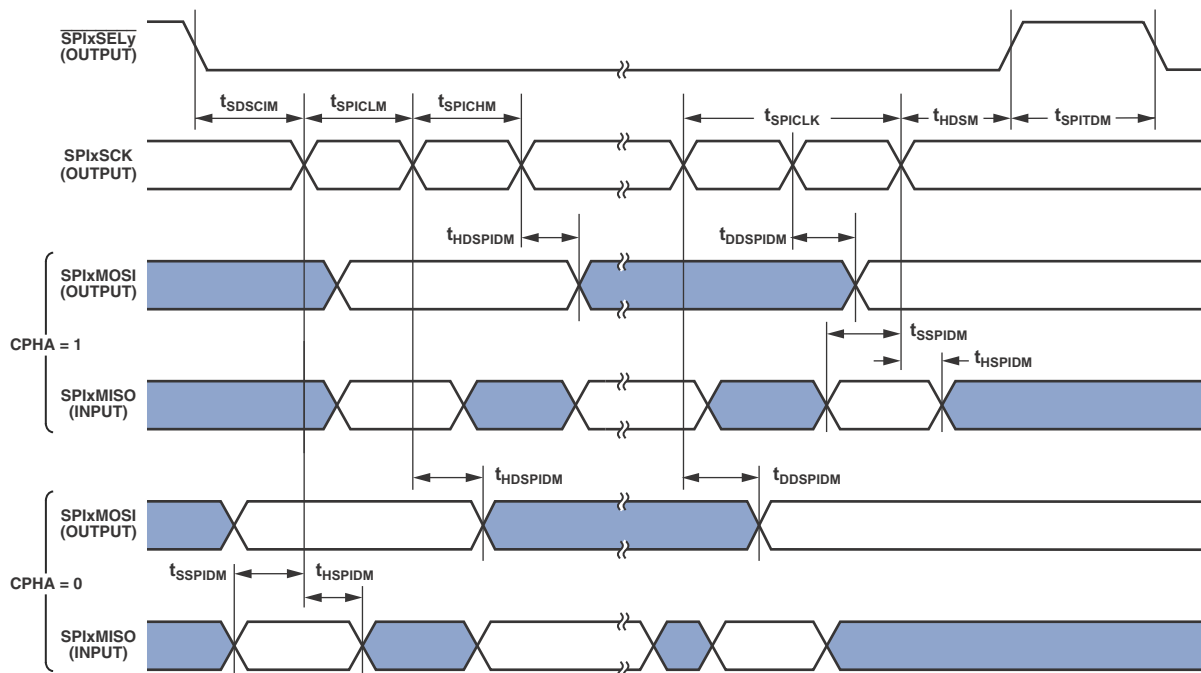 SPIxSELy
(OUTPUT)
tSDSCIM
tSPICLM
tSPICHM
tSPICLK
tHDSM
tSPITDM
SPIxSCK
(OUTPUT)
tHDSPIDM
tDDSPIDM
CPHA = 1
SPIxMOSI
(OUTPUT)
tSSPIDM
tHSPIDM
SPIxMISO
(INPUT)
tHDSPIDM
tDDSPIDM
CPHA = 0
SPIxMOSI
(OUTPUT)
tSSPIDM
tHSPIDM
SPIxMISO
(INPUT)